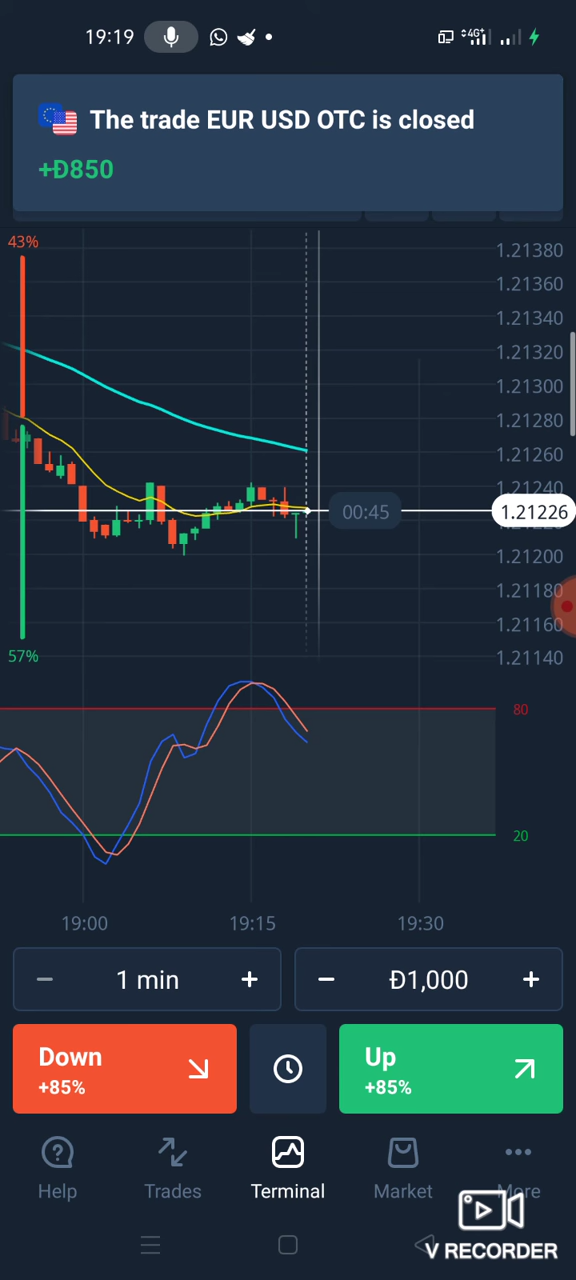 19:19
4G+
The trade EUR USD OTC is closed
+Đ850
43%
1.21380
1.21360
1.21340
1.21320
1.21300
1.21280
1.21260
1.21240
00:45
1.21226
1.21200
1.21180
1.21160
57%
1.21140
80
20
19:00
19:15
19:30
1 min
Đ1,000
Down
+85%
Up
+85%
Help
Trades
Terminal
Market
More
V RECORDER